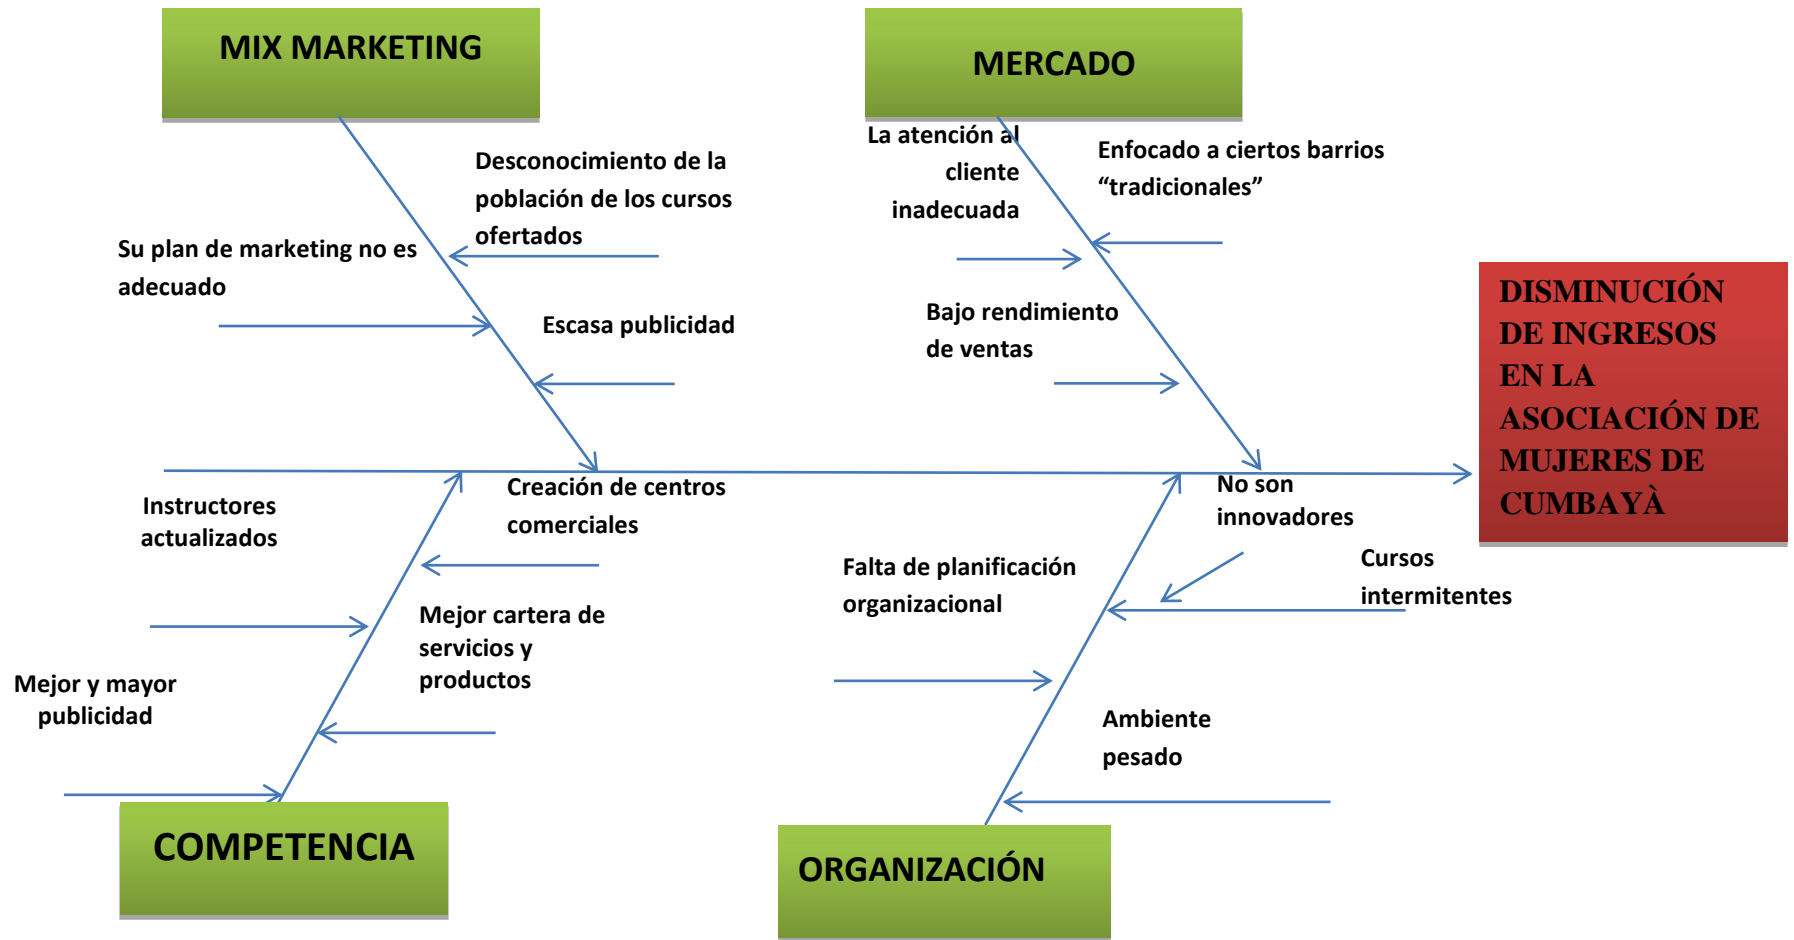 MIX MARKETING
MERCADO
Desconocimiento de la
población de los cursos
ofertados
Su plan de marketing no es
adecuado
Escasa publicidad
La atención al
cliente
inadecuada
Enfocado a ciertos barrios
“tradicionales”
Bajo rendimiento
de ventas
DISMINUCIÓN
DE INGRESOS
EN LA
ASOCIACIÓN DE
MUJERES DE
CUMBAYÀ
Instructores
actualizados
Creación de centros
comerciales
Mejor cartera de
servicios y
productos
Mejor y mayor
publicidad
No son
innovadores
Falta de planificación
organizacional
Cursos
intermitentes
Ambiente
pesado
COMPETENCIA
ORGANIZACIÓN